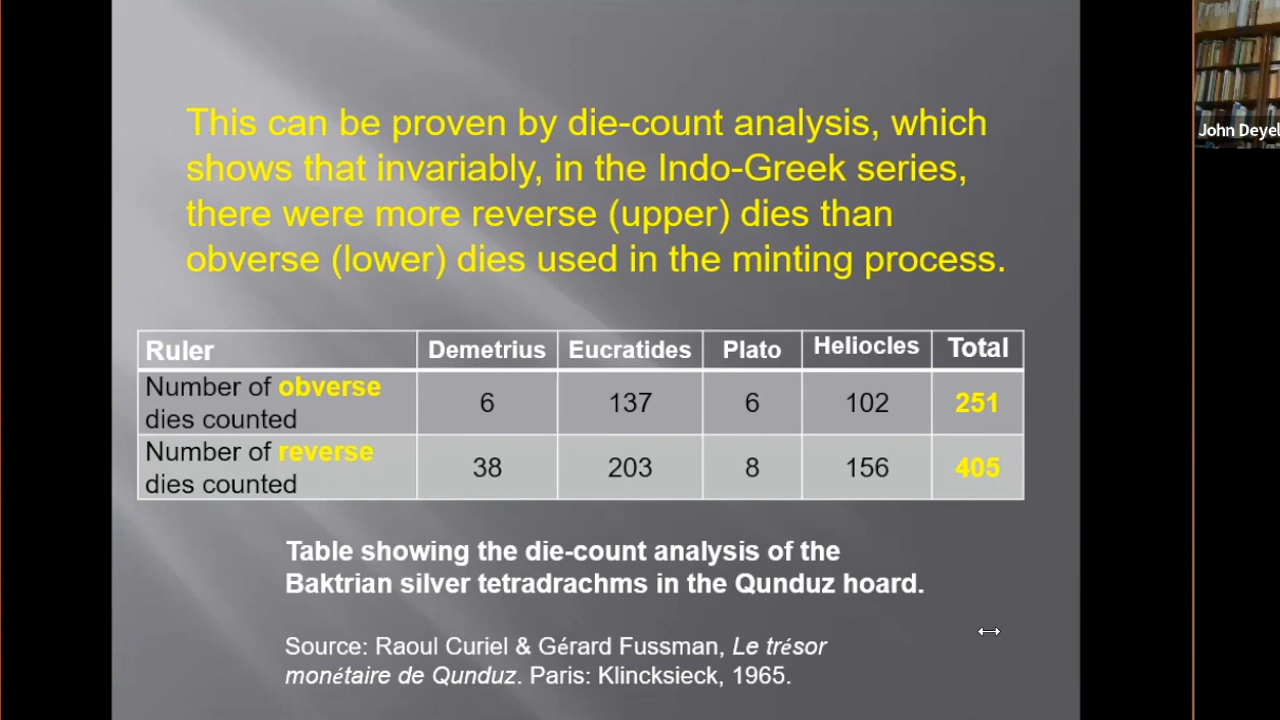 This can be proven by die-count analysis, which
shows that invariably, in the Indo-Greek series,
there were more reverse (upper) dies than
obverse (lower) dies used in the minting process.
Ruler Demetrius Eucratides Plato Heliocles Total
Number of obverse dies counted 6 137 6 102 251
Number of reverse dies counted 38 203 8 156 405
Table showing the die-count analysis of the
Baktrian silver tetradrachms in the Qunduz hoard.
Source: Raoul Curiel & Gérard Fussman, Le trésor
monétaire de Qunduz. Paris: Klincksieck, 1965.
John Deyel